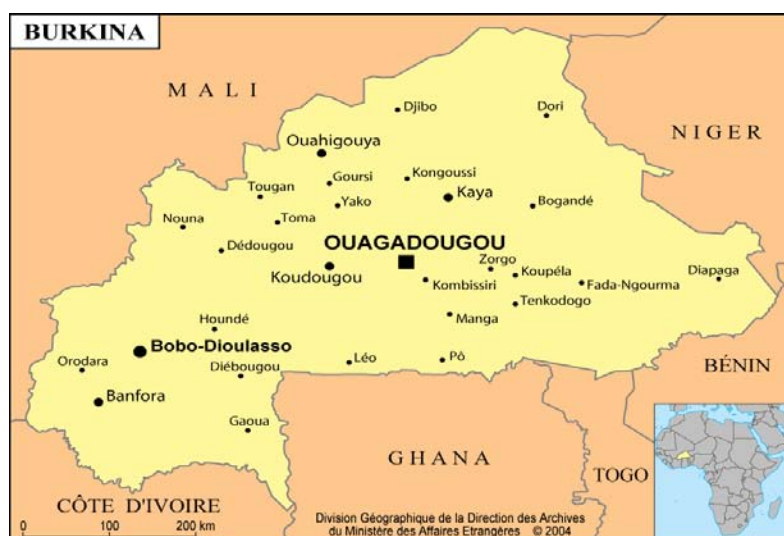 BURKINA
MALI
Djibo
Dori
NIGER
Ouahigouya
Goursi
Kongoussi
Tougan
Kaya
Yako
Bogandé
Nouna
Toma
OUAGADOUGOU
Dédougou
Zorgo
Koudougou
Koupéla
Diapaga
Kombissiri
Fada-Ngourma
Tenkodogo
Houndé
Manga
Bobo-Dioulasso
Orodara
Diébougou
Léo
Pô
BÉNIN
Banfora
Gaoua
GHANA
TOGO
CÔTE D'IVOIRE
0 100 200 km
Division Géographique de la Direction des Archives
du Ministère des Affaires Etrangères © 2004